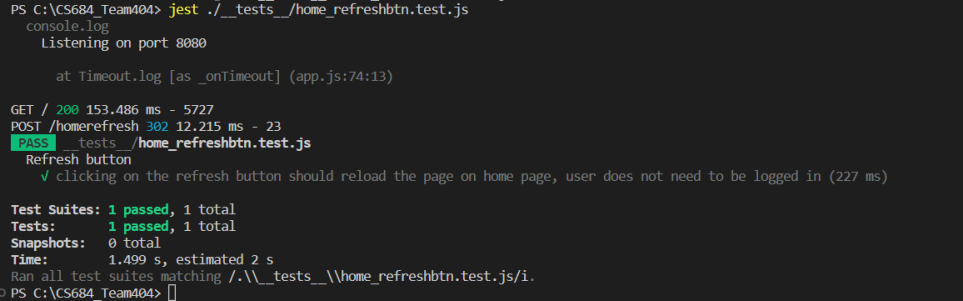 PS C:\CS684_Team404> jest ./__tests__/home_refreshbtn.test.js
console.log
Listening on port 8080
at Timeout.log [as _onTimeout] (app.js:74:13)
GET / 200 153.486 ms - 5727
POST /homerefresh 302 12.215 ms - 23
PASS __tests__/home_refreshbtn.test.js
Refresh button
√ clicking on the refresh button should reload the page on home page, user does not need to be logged in (227 ms)
Test Suites: 1 passed, 1 total
Tests: 1 passed, 1 total
Snapshots: 0 total
Time: 1.499 s, estimated 2 s
Ran all test suites matching /.\\__tests__\\home_refreshbtn.test.js/i.
PS C:\CS684_Team404>